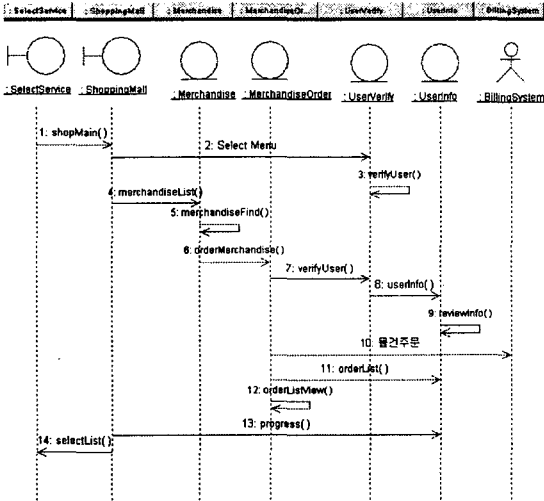 : SelectService : ShoppingMall : Merchandise : MerchandiseOr... : UserVerify : UserInfo : BillingSystem
: SelectService : ShoppingMall : Merchandise : MerchandiseOrder : UserVerify : UserInfo : BillingSystem
1: shopMain( )
2: Select Menu
3: verifyUser( )
4: merchandiseList( )
5: merchandiseFind( )
6: orderMerchandise( )
7: verifyUser( )
8: userInfo( )
9: reviewInfo( )
10: 물건주문
11: orderList( )
12: orderListView( )
13: progress( )
14: selectList( )